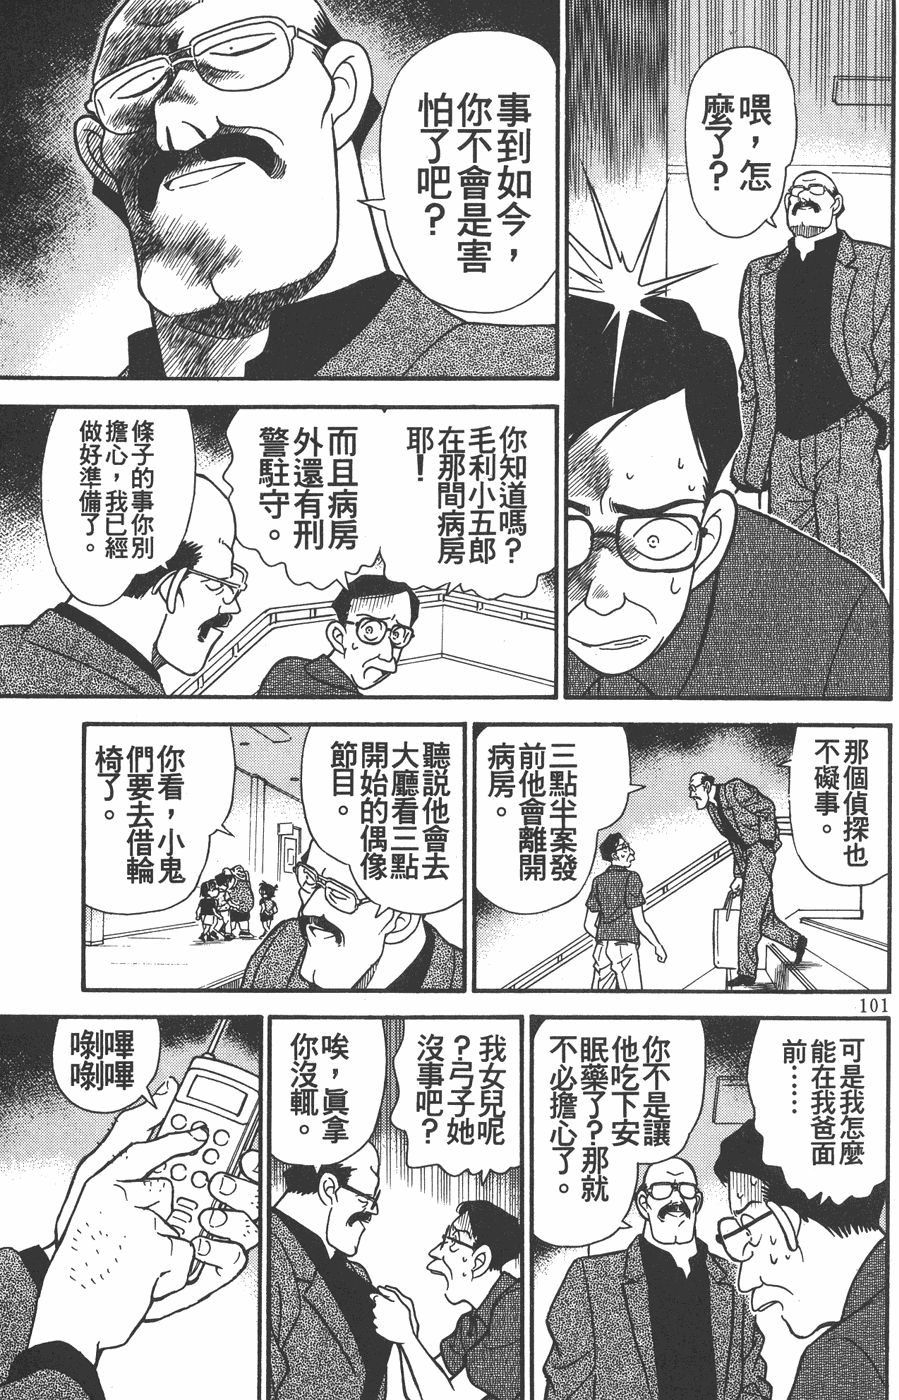 喂，怎
麼了？
事到如今，
你不會是害
怕了吧？
你知道嗎？
毛利小五郎
在那間病房
耶！
而且病房
外還有刑
警駐守。
條子的事你別
擔心，我已經
做好準備了。
那個偵探也
不礙事。
三點半案發
前他會離開
病房。
聽説他會去
大廳看三點
開始的偶像
節目。
你看，小鬼
們要去借輪
椅了。
101
可是我怎麼
能在我爸面
前……
你不是讓
他吃下安
眠藥了？那就
不必擔心了。
我女兒呢
？弓子她
沒事吧？
唉，眞拿
你沒輒。
嗶嗶
喇喇